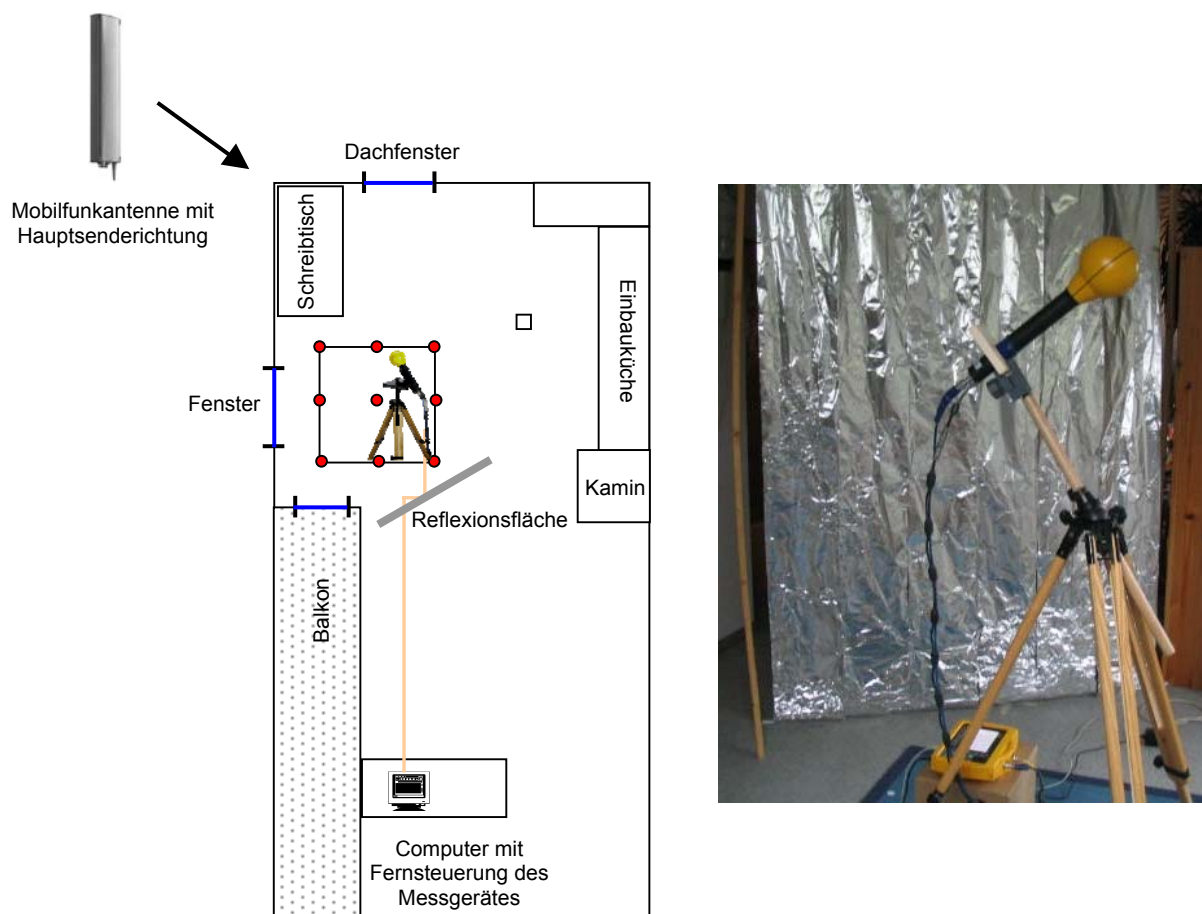 Dachfenster
Mobilfunkantenne mit
Hauptsenderichtung
Schreibtisch
Einbauküche
Fenster
Kamin
Reflexionsfläche
Balkon
Computer mit
Fernsteuerung des
Messgerätes